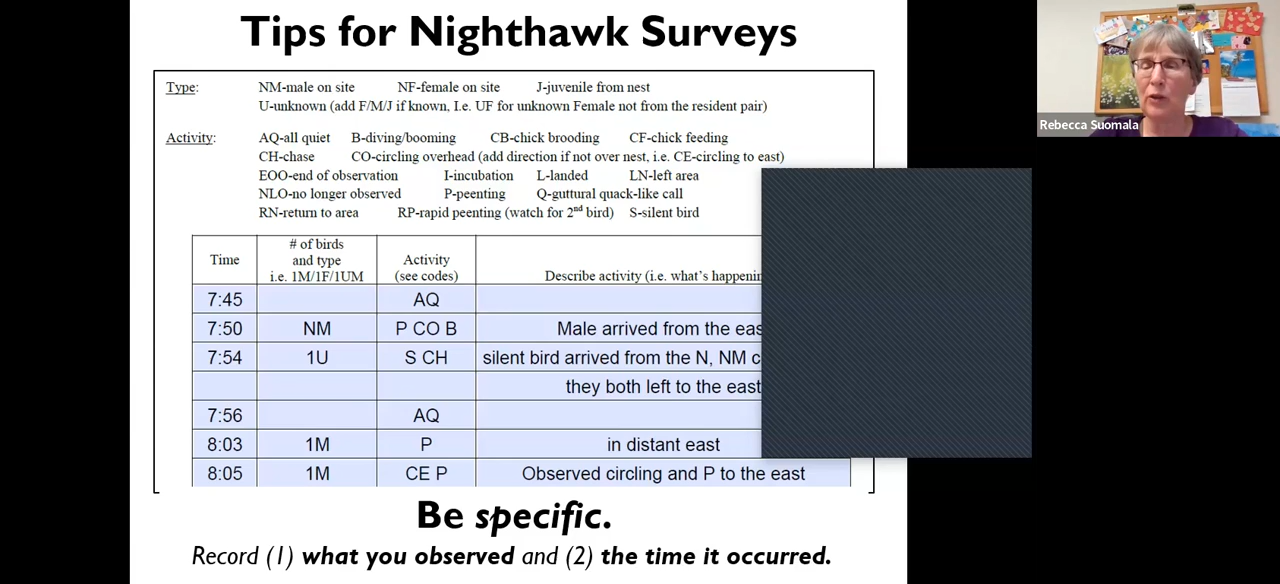 Tips for Nighthawk Surveys
Rebecca Suomala
Type: NM-male on site NF-female on site J-juvenile from nest
U-unknown (add F/M/J if known, I.e. UF for unknown Female not from the resident pair)
Activity: AQ-all quiet B-diving/booming CB-chick brooding CF-chick feeding
CH-chase CO-circling overhead (add direction if not over nest, i.e. CE-circling to east)
EOO-end of observation I-incubation L-landed LN-left area
NLO-no longer observed P-peenting Q-guttural quack-like call
RN-return to area RP-rapid peenting (watch for 2nd bird) S-silent bird
Time # of birds and type i.e. 1M/1F/1UM Activity (see codes) Describe activity (i.e. what's
7:45 AQ
7:50 NM P CO B Male arrived from the
7:54 1U S CH silent bird arrived from the N, NM
they both left to the east
7:56 AQ
8:03 1M P in distant east
8:05 1M CE P Observed circling and P to the east
Be specific.
Record (1) what you observed and (2) the time it occurred.